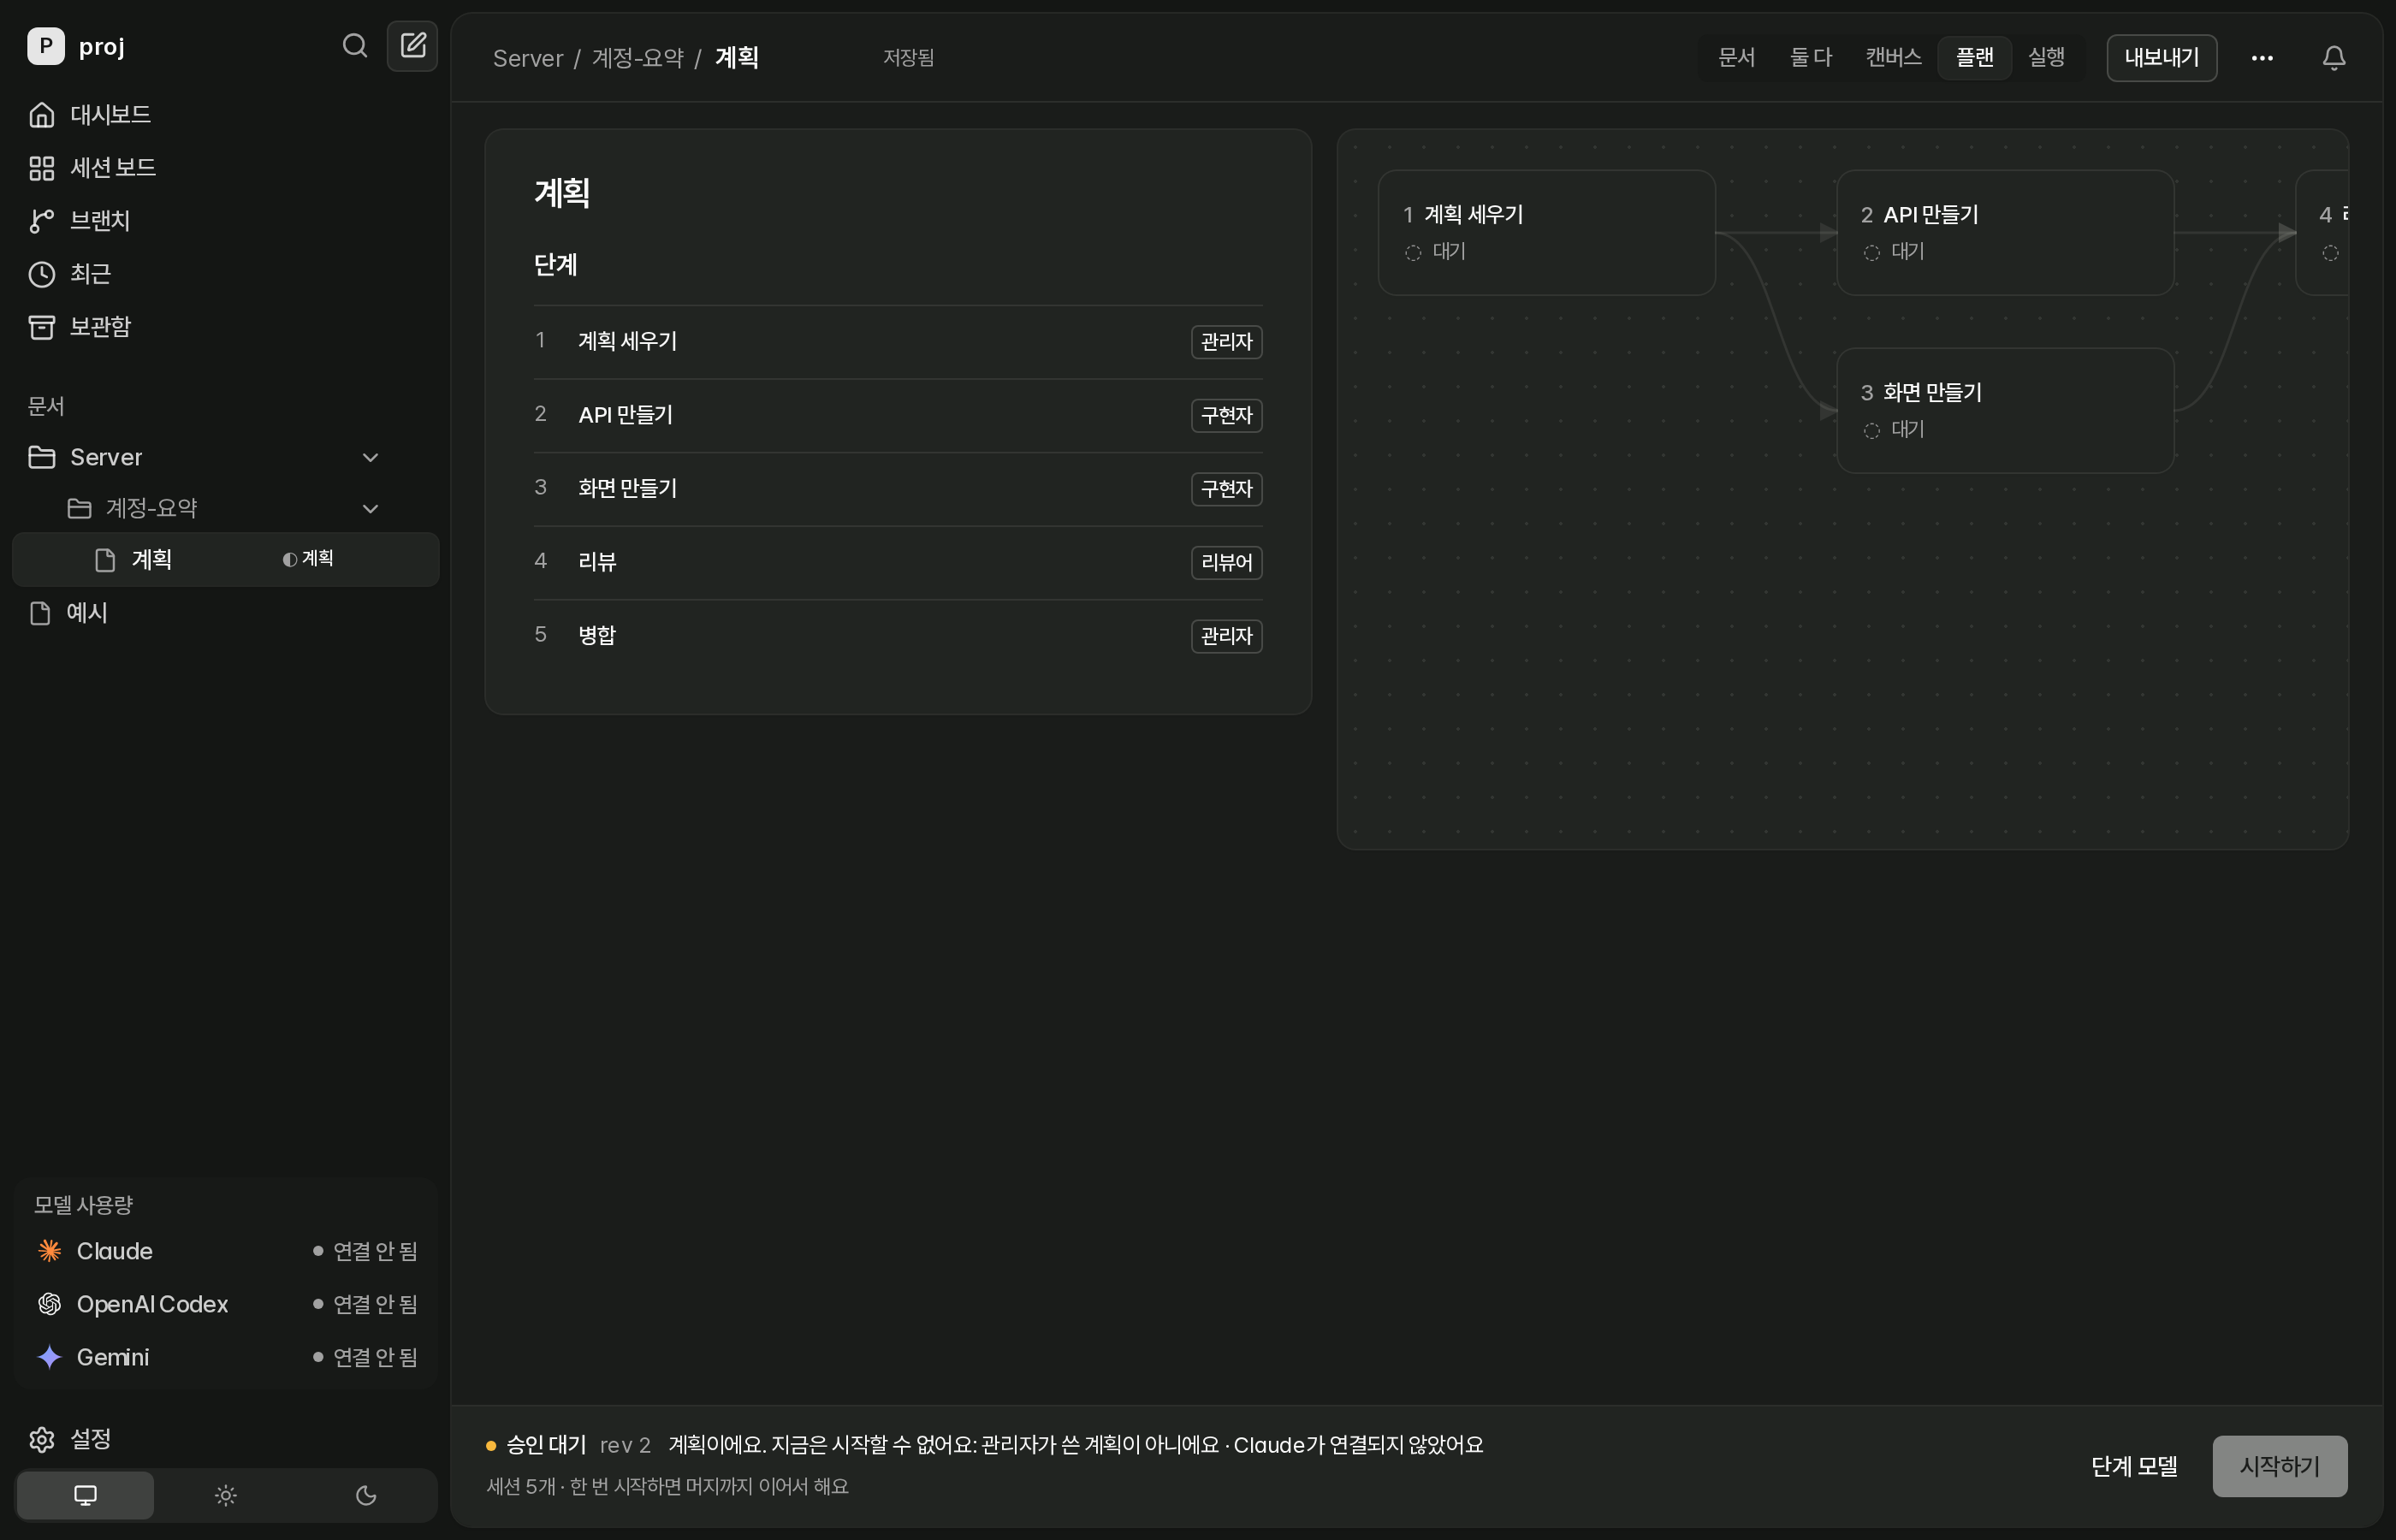 P proj
대시보드
세션 보드
브랜치
최근
보관함
문서
Server
계정-요약
계획 계획
예시
모델 사용량
Claude 연결 안 됨
OpenAI Codex 연결 안 됨
Gemini 연결 안 됨
설정
Server / 계정-요약 / 계획 저장됨 문서 둘 다 캔버스 플랜 실행 내보내기
계획
단계
1 계획 세우기 관리자
2 API 만들기 구현자
3 화면 만들기 구현자
4 리뷰 리뷰어
5 병합 관리자
1 계획 세우기
대기
2 API 만들기
대기
3 화면 만들기
대기
4
승인 대기 rev 2 계획이에요. 지금은 시작할 수 없어요: 관리자가 쓴 계획이 아니에요 · Claude가 연결되지 않았어요
세션 5개 · 한 번 시작하면 머지까지 이어서 해요
단계 모델 시작하기